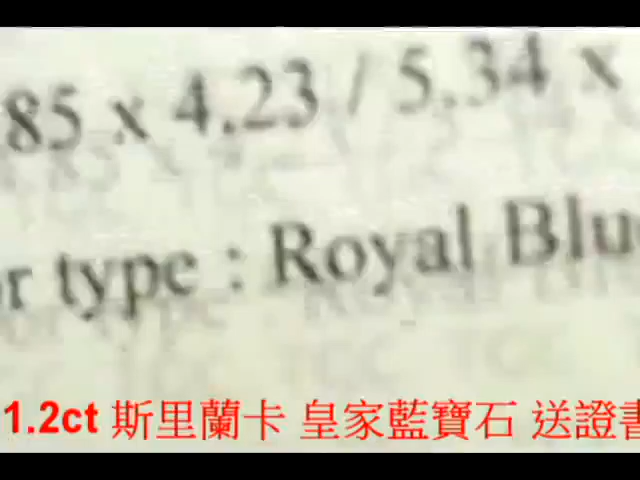 85 x 4.23 / 5.34 x
or type : Royal Blu
1.2ct 斯里蘭卡 皇家藍寶石 送證書